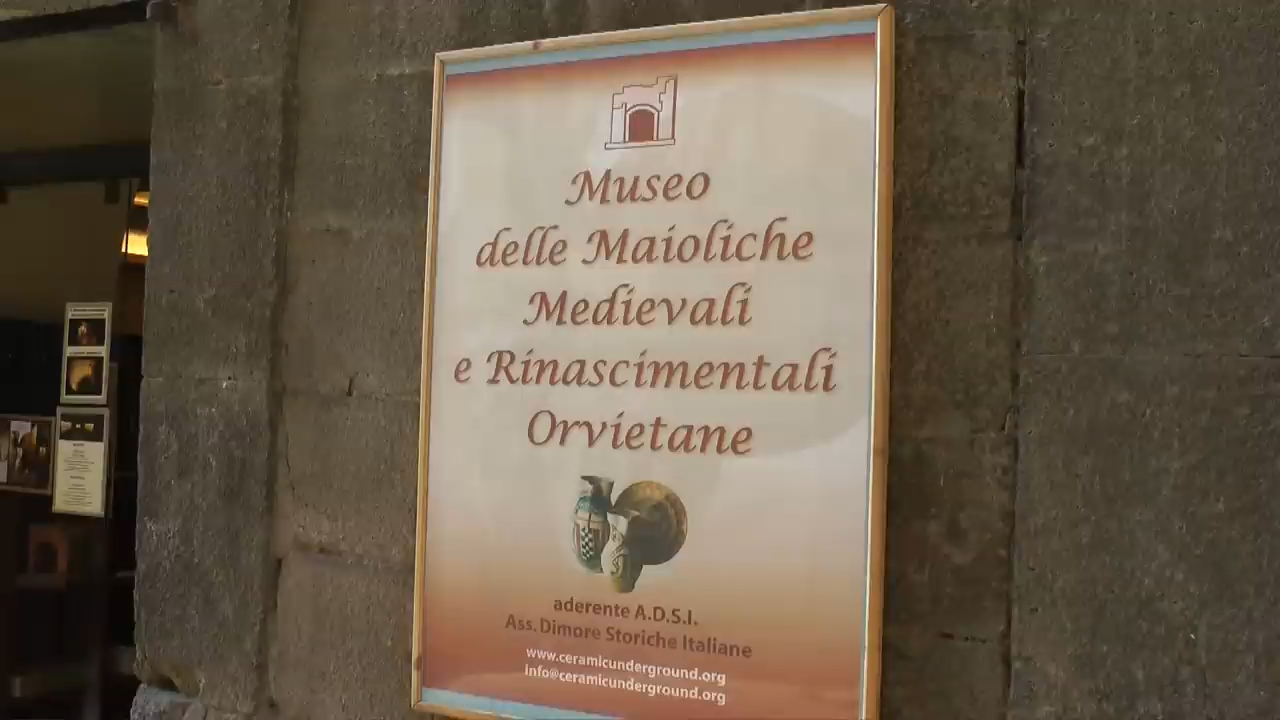 Museo
delle Maioliche
Medievali
e Rinascimentali
Orvietane
aderente A.D.S.I.
Ass. Dimore Storiche Italiane
www.ceramicunderground.org
info@ceramicunderground.org